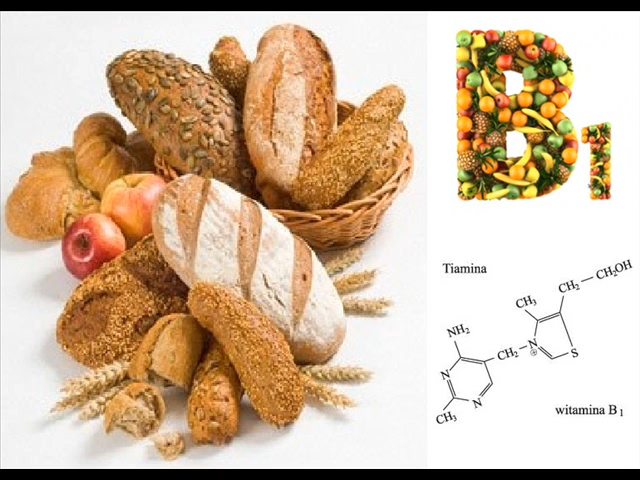 B1
Tiamina
CH₂—CH₂OH
CH₃
NH₂
CH₂
N
⊕
S
N
N
CH₃
witamina B₁